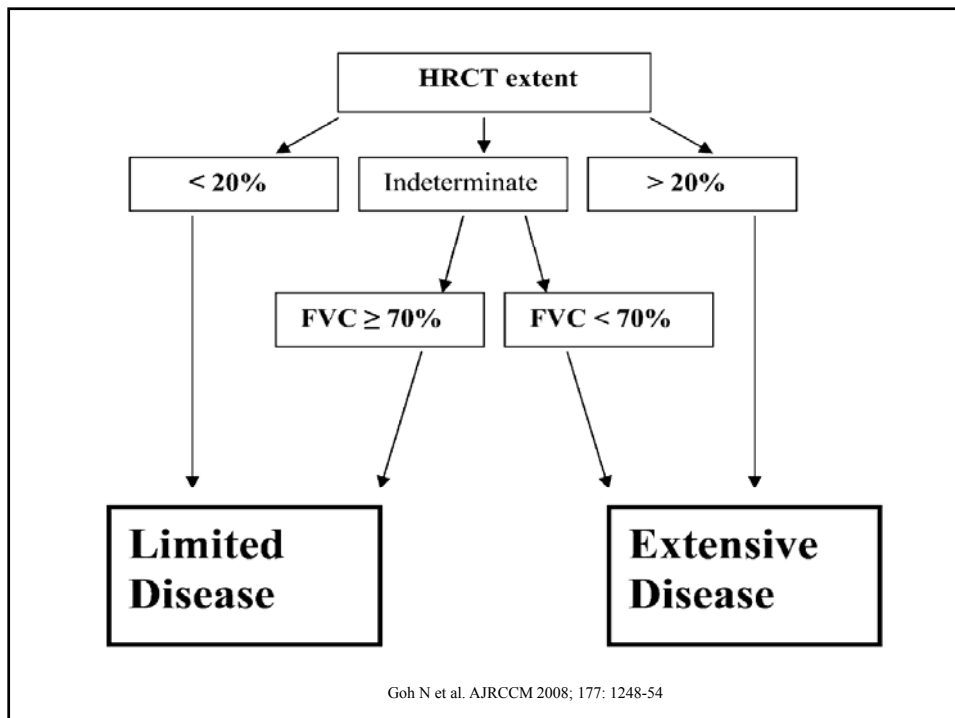 HRCT extent
< 20%
Indeterminate
> 20%
FVC ≥ 70%
FVC < 70%
Limited
Disease
Extensive
Disease
Goh N et al. AJRCCM 2008; 177: 1248-54